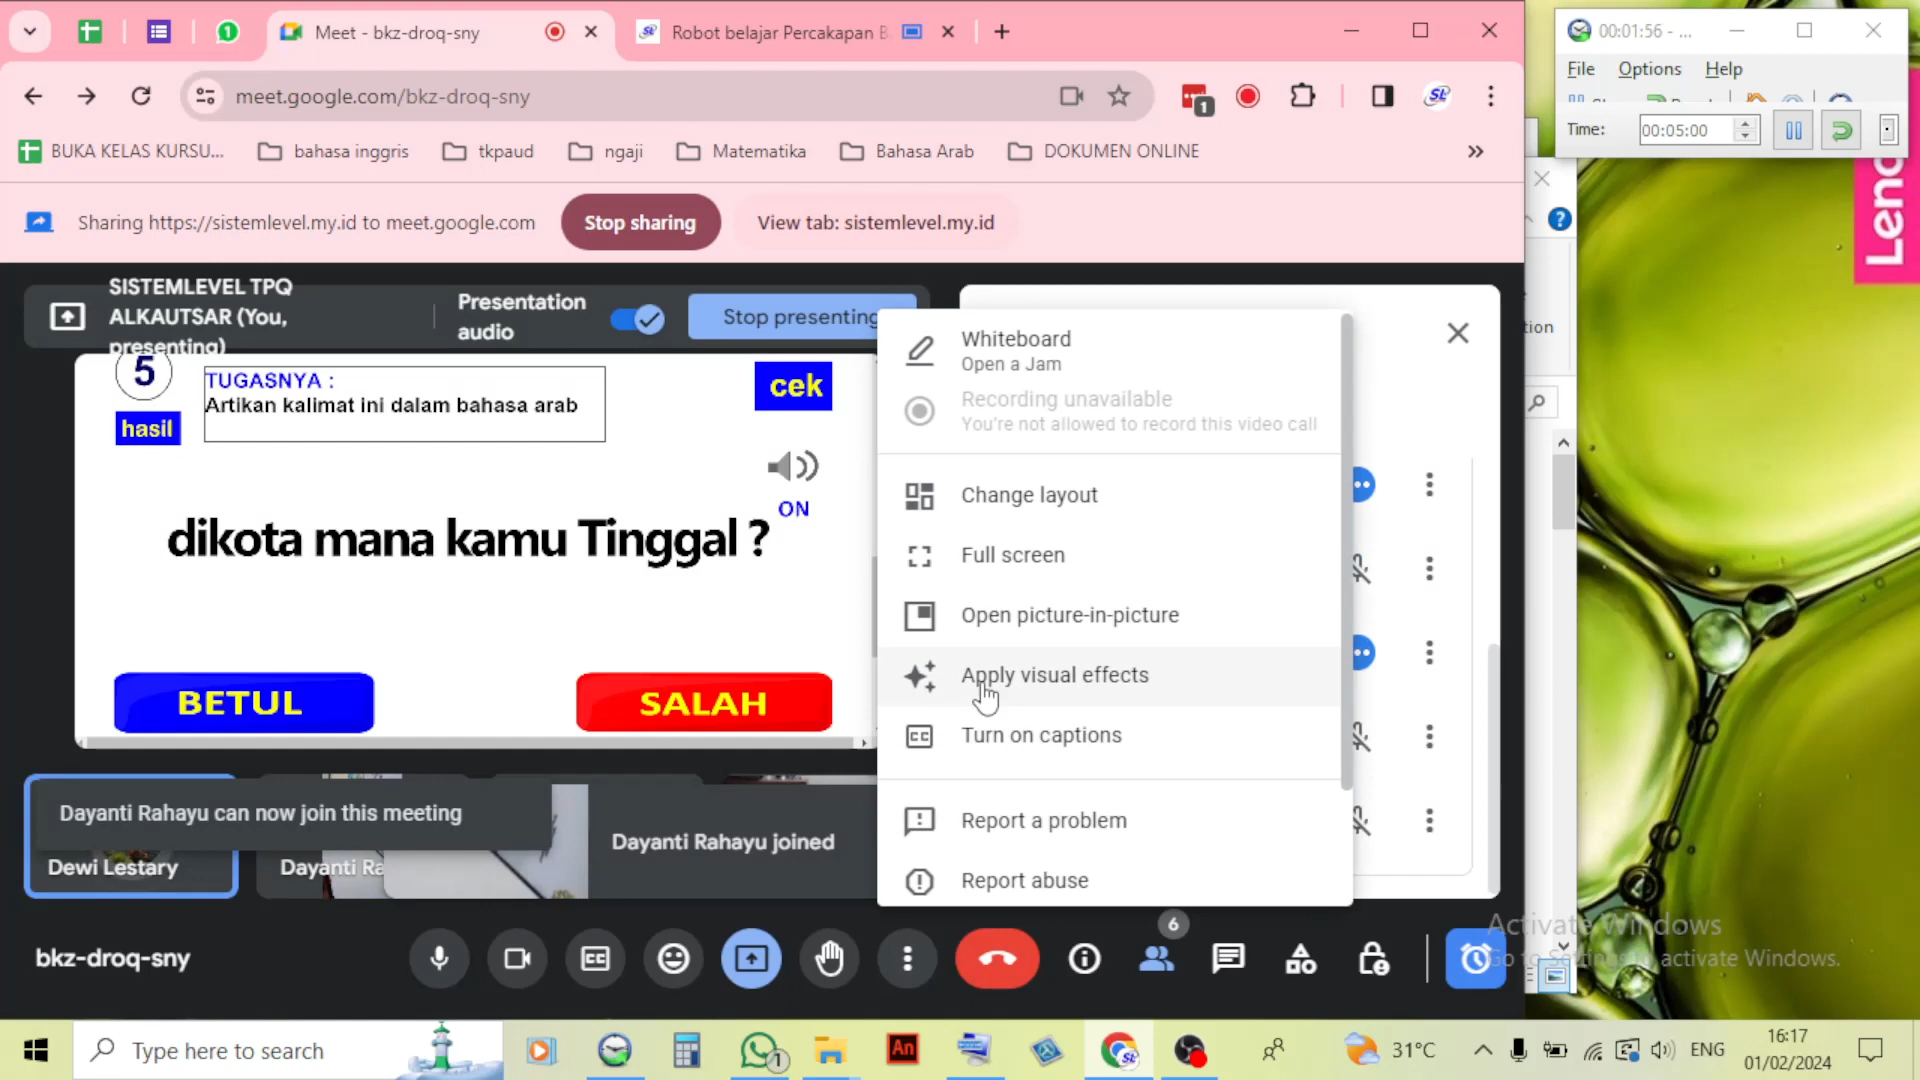 1
Meet - bkz-droq-sny
Robot belajar Percakapan B
meet.google.com/bkz-droq-sny
1
BUKA KELAS KURSU...
bahasa inggris
tkpaud
ngaji
Matematika
Bahasa Arab
DOKUMEN ONLINE
Sharing https://sistemlevel.my.id to meet.google.com
Stop sharing
View tab: sistemlevel.my.id
SISTEMLEVEL TPQ
ALKAUTSAR (You,
presenting)
Presentation
audio
Stop presenting
5
hasil
TUGASNYA :
Artikan kalimat ini dalam bahasa arab
cek
ON
dikota mana kamu Tinggal ?
BETUL
SALAH
Dayanti Rahayu can now join this meeting
Dewi Lestary
Dayanti Ra
Dayanti Rahayu joined
Whiteboard
Open a Jam
Recording unavailable
You're not allowed to record this video call
Change layout
Full screen
Open picture-in-picture
Apply visual effects
Turn on captions
Report a problem
Report abuse
bkz-droq-sny
6
00:01:56 - ...
File Options Help
Time:
00:05:00
Lenc
tion
Activate Windows
Go to Settings to activate Windows.
Type here to search
An
1
31°C
ENG
16:17
01/02/2024